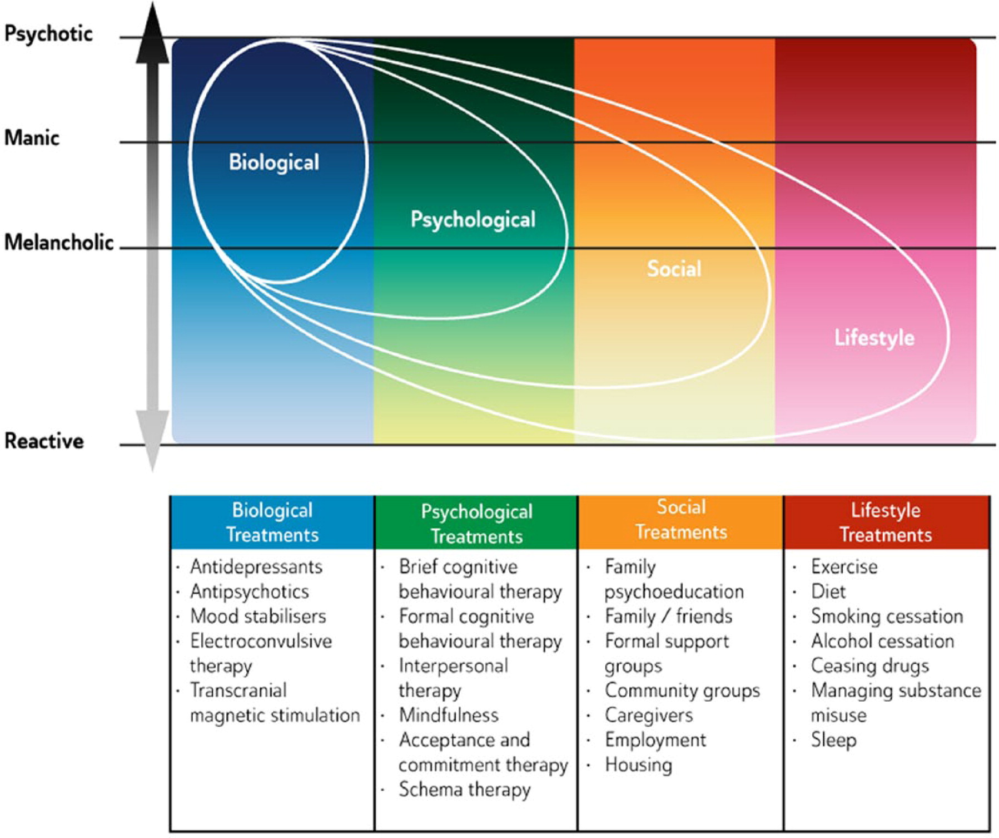 Psychotic
Manic
Biological
Psychological
Melancholic
Social
Lifestyle
Reactive
Biological
Treatments
· Antidepressants
· Antipsychotics
· Mood stabilisers
· Electroconvulsive
therapy
· Transcranial
magnetic stimulation
Psychological
Treatments
· Brief cognitive
behavioural therapy
· Formal cognitive
behavioural therapy
· Interpersonal
therapy
· Mindfulness
· Acceptance and
commitment therapy
· Schema therapy
Social
Treatments
· Family
psychoeducation
· Family / friends
· Formal support
groups
· Community groups
· Caregivers
· Employment
· Housing
Lifestyle
Treatments
· Exercise
· Diet
· Smoking cessation
· Alcohol cessation
· Ceasing drugs
· Managing substance
misuse
· Sleep